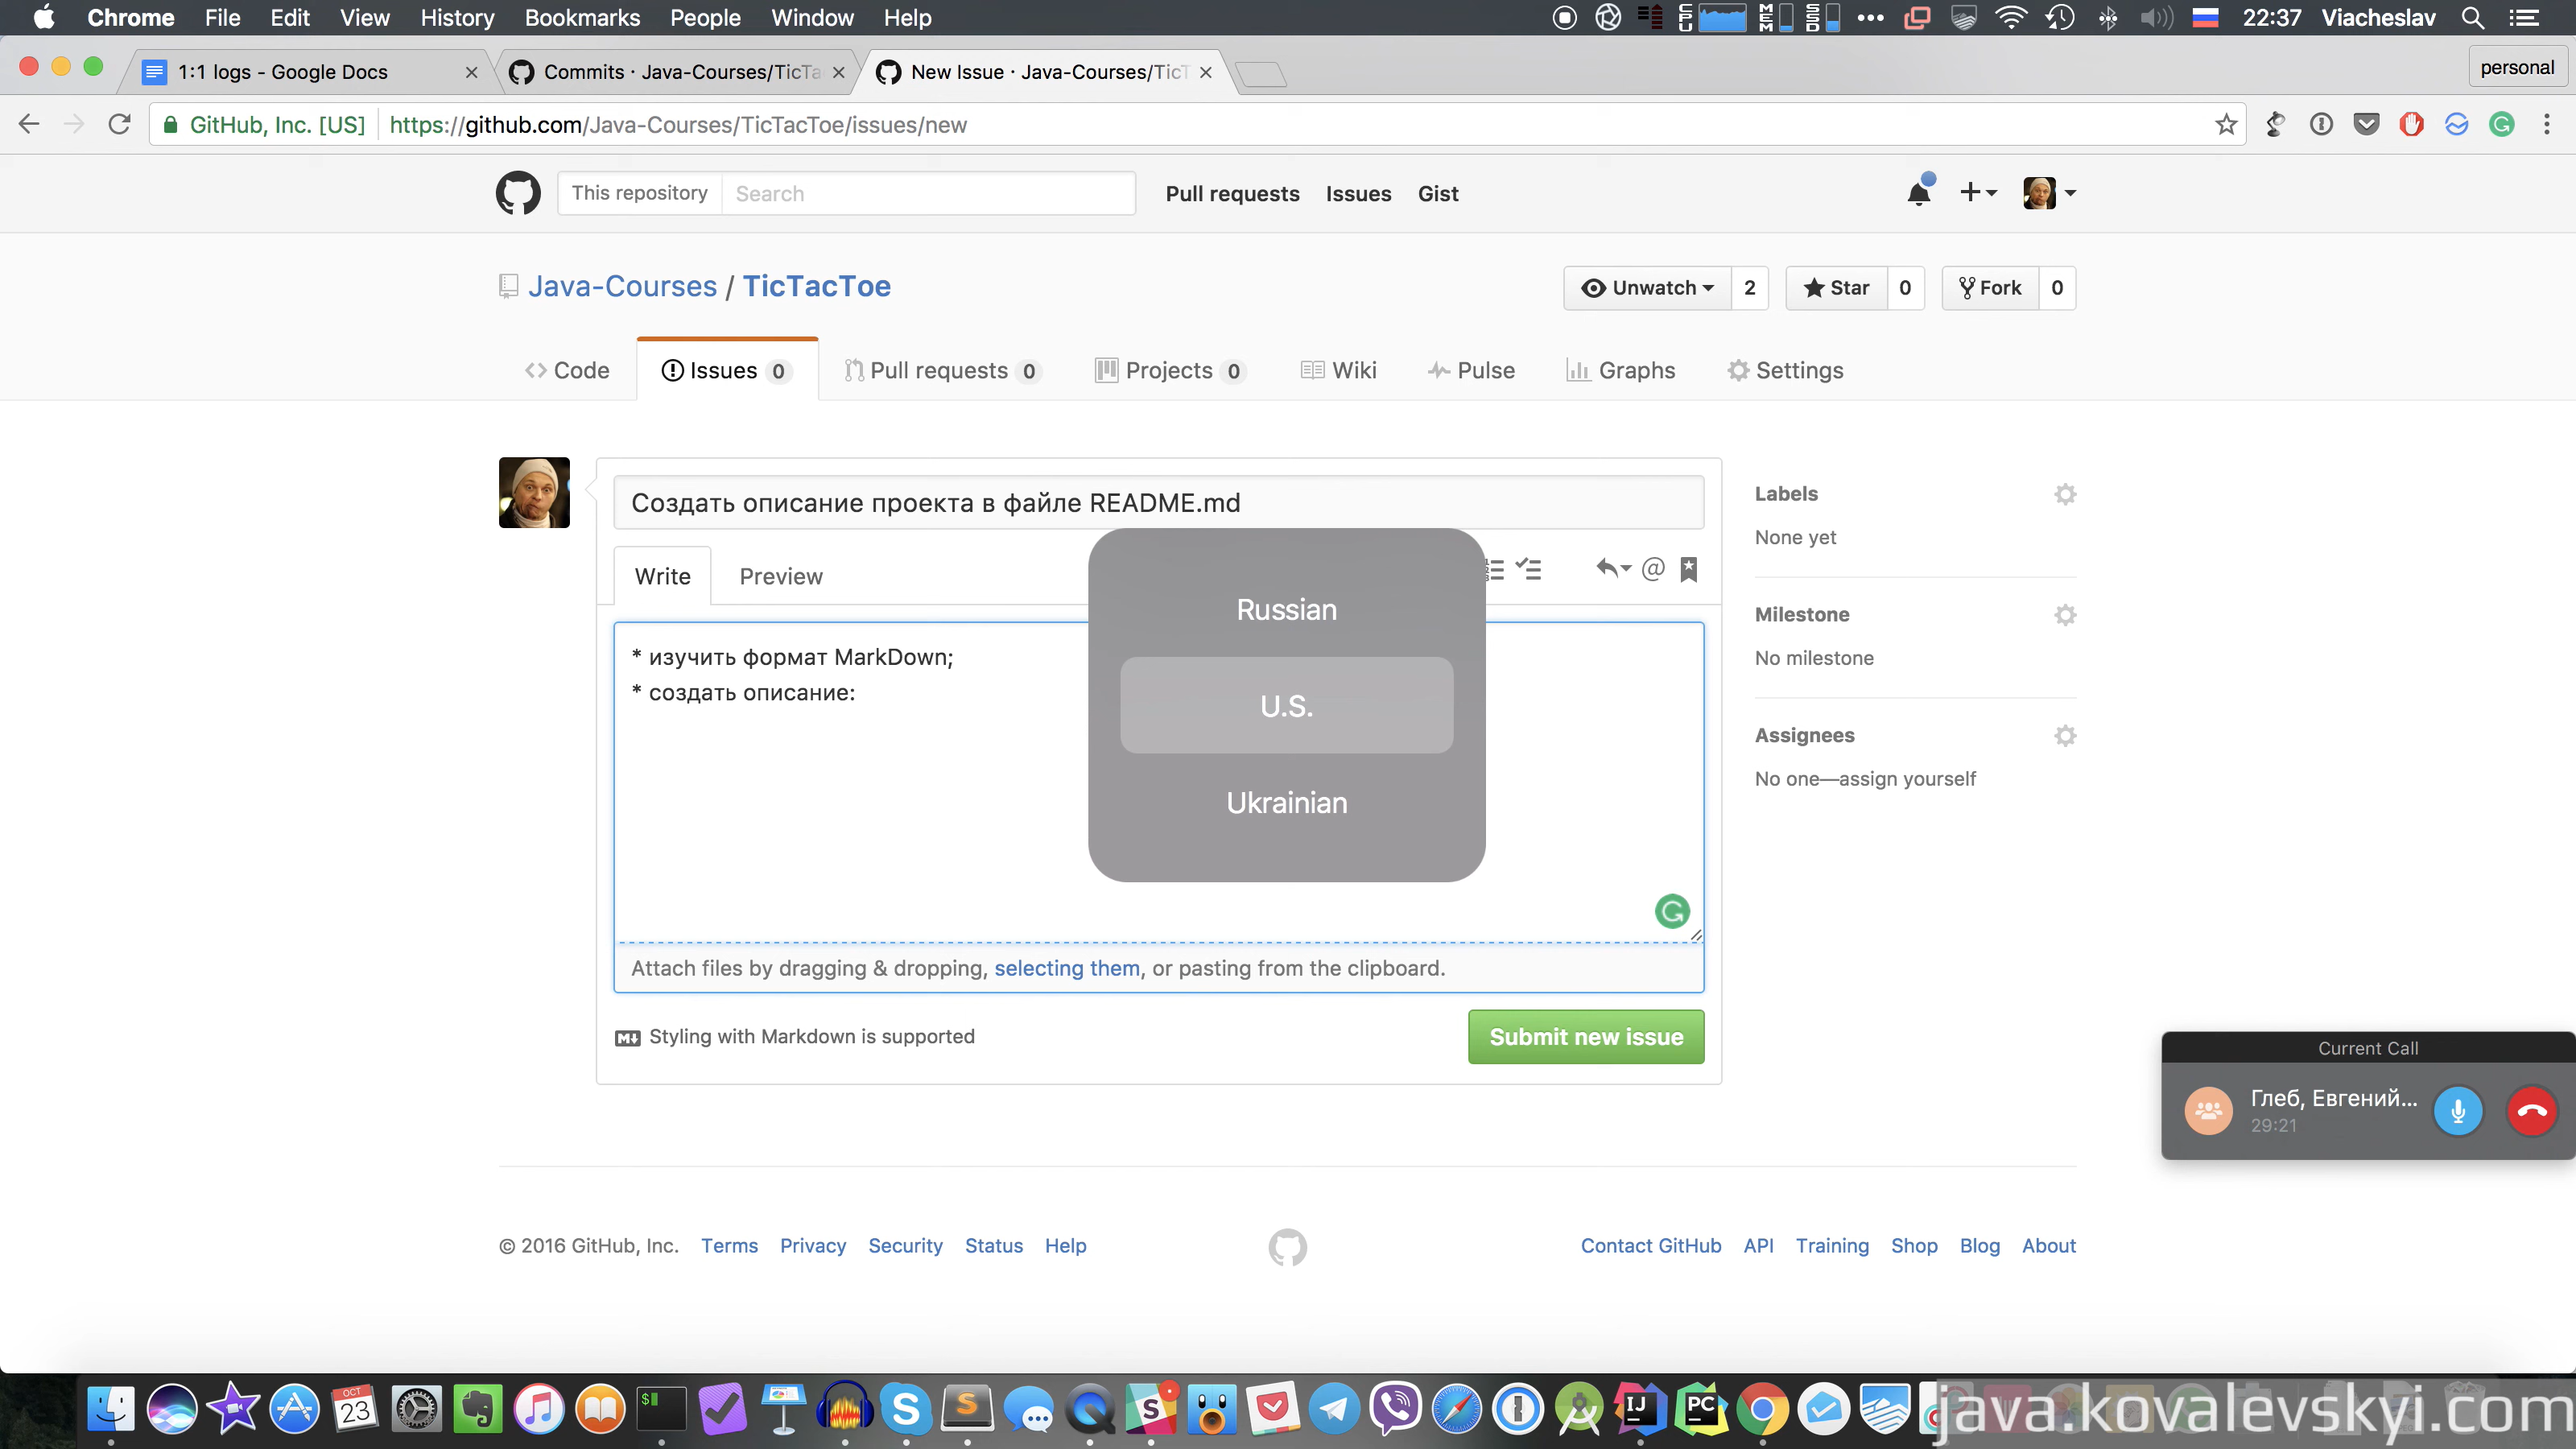 Chrome File Edit View History Bookmarks People Window Help
CPU MEM SSD 22:37 Viacheslav
1:1 logs - Google Docs
Commits · Java-Courses/TicTa
New Issue · Java-Courses/TicT
personal
GitHub, Inc. [US] https://github.com/Java-Courses/TicTacToe/issues/new
This repository Search Pull requests Issues Gist
Java-Courses / TicTacToe
Unwatch 2 Star 0 Fork 0
Code Issues 0 Pull requests 0 Projects 0 Wiki Pulse Graphs Settings
Создать описание проекта в файле README.md
Write Preview
* изучить формат MarkDown;
* создать описание:
Russian
U.S.
Ukrainian
Attach files by dragging & dropping, selecting them, or pasting from the clipboard.
Styling with Markdown is supported
Submit new issue
Labels
None yet
Milestone
No milestone
Assignees
No one—assign yourself
Current Call
Глеб, Евгений...
29:21
© 2016 GitHub, Inc. Terms Privacy Security Status Help
Contact GitHub API Training Shop Blog About
OCT
23
IJ
PC
java.kovalevskyi.com